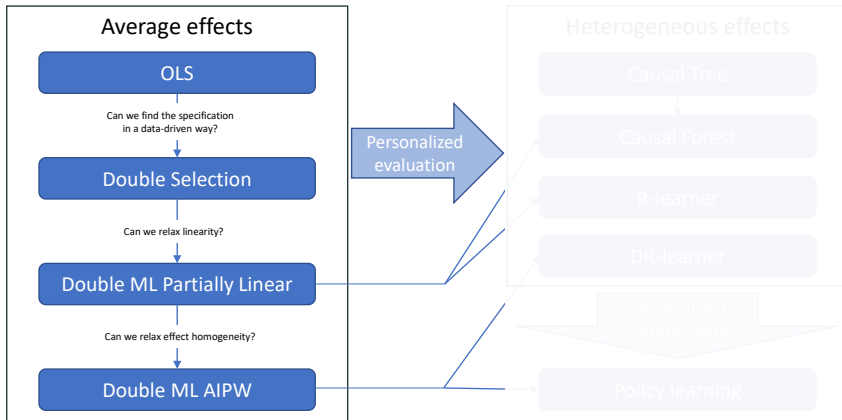 Average effects
OLS
Can we find the specification
in a data-driven way?
Double Selection
Can we relax linearity?
Double ML Partially Linear
Can we relax effect homogeneity?
Double ML AIPW
Personalized
evaluation
Heterogeneous effects
Causal Tree
Causal Forest
R-learner
DR-learner
Policy learning